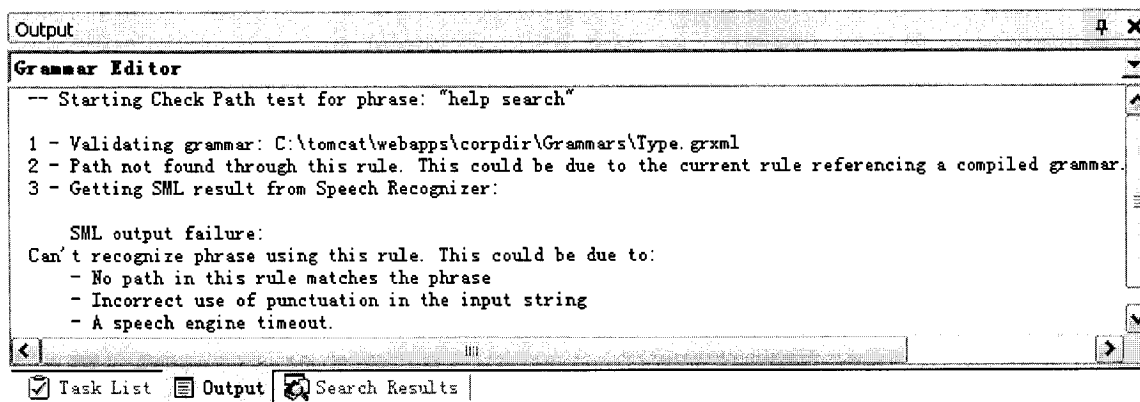 Output
Grammar Editor
-- Starting Check Path test for phrase: "help search"
1 - Validating grammar: C:\tomcat\webapps\corpdir\Grammars\Type.grxml
2 - Path not found through this rule. This could be due to the current rule referencing a compiled grammar.
3 - Getting SML result from Speech Recognizer:
SML output failure:
Can't recognize phrase using this rule. This could be due to:
- No path in this rule matches the phrase
- Incorrect use of punctuation in the input string
- A speech engine timeout.
Task List Output Search Results